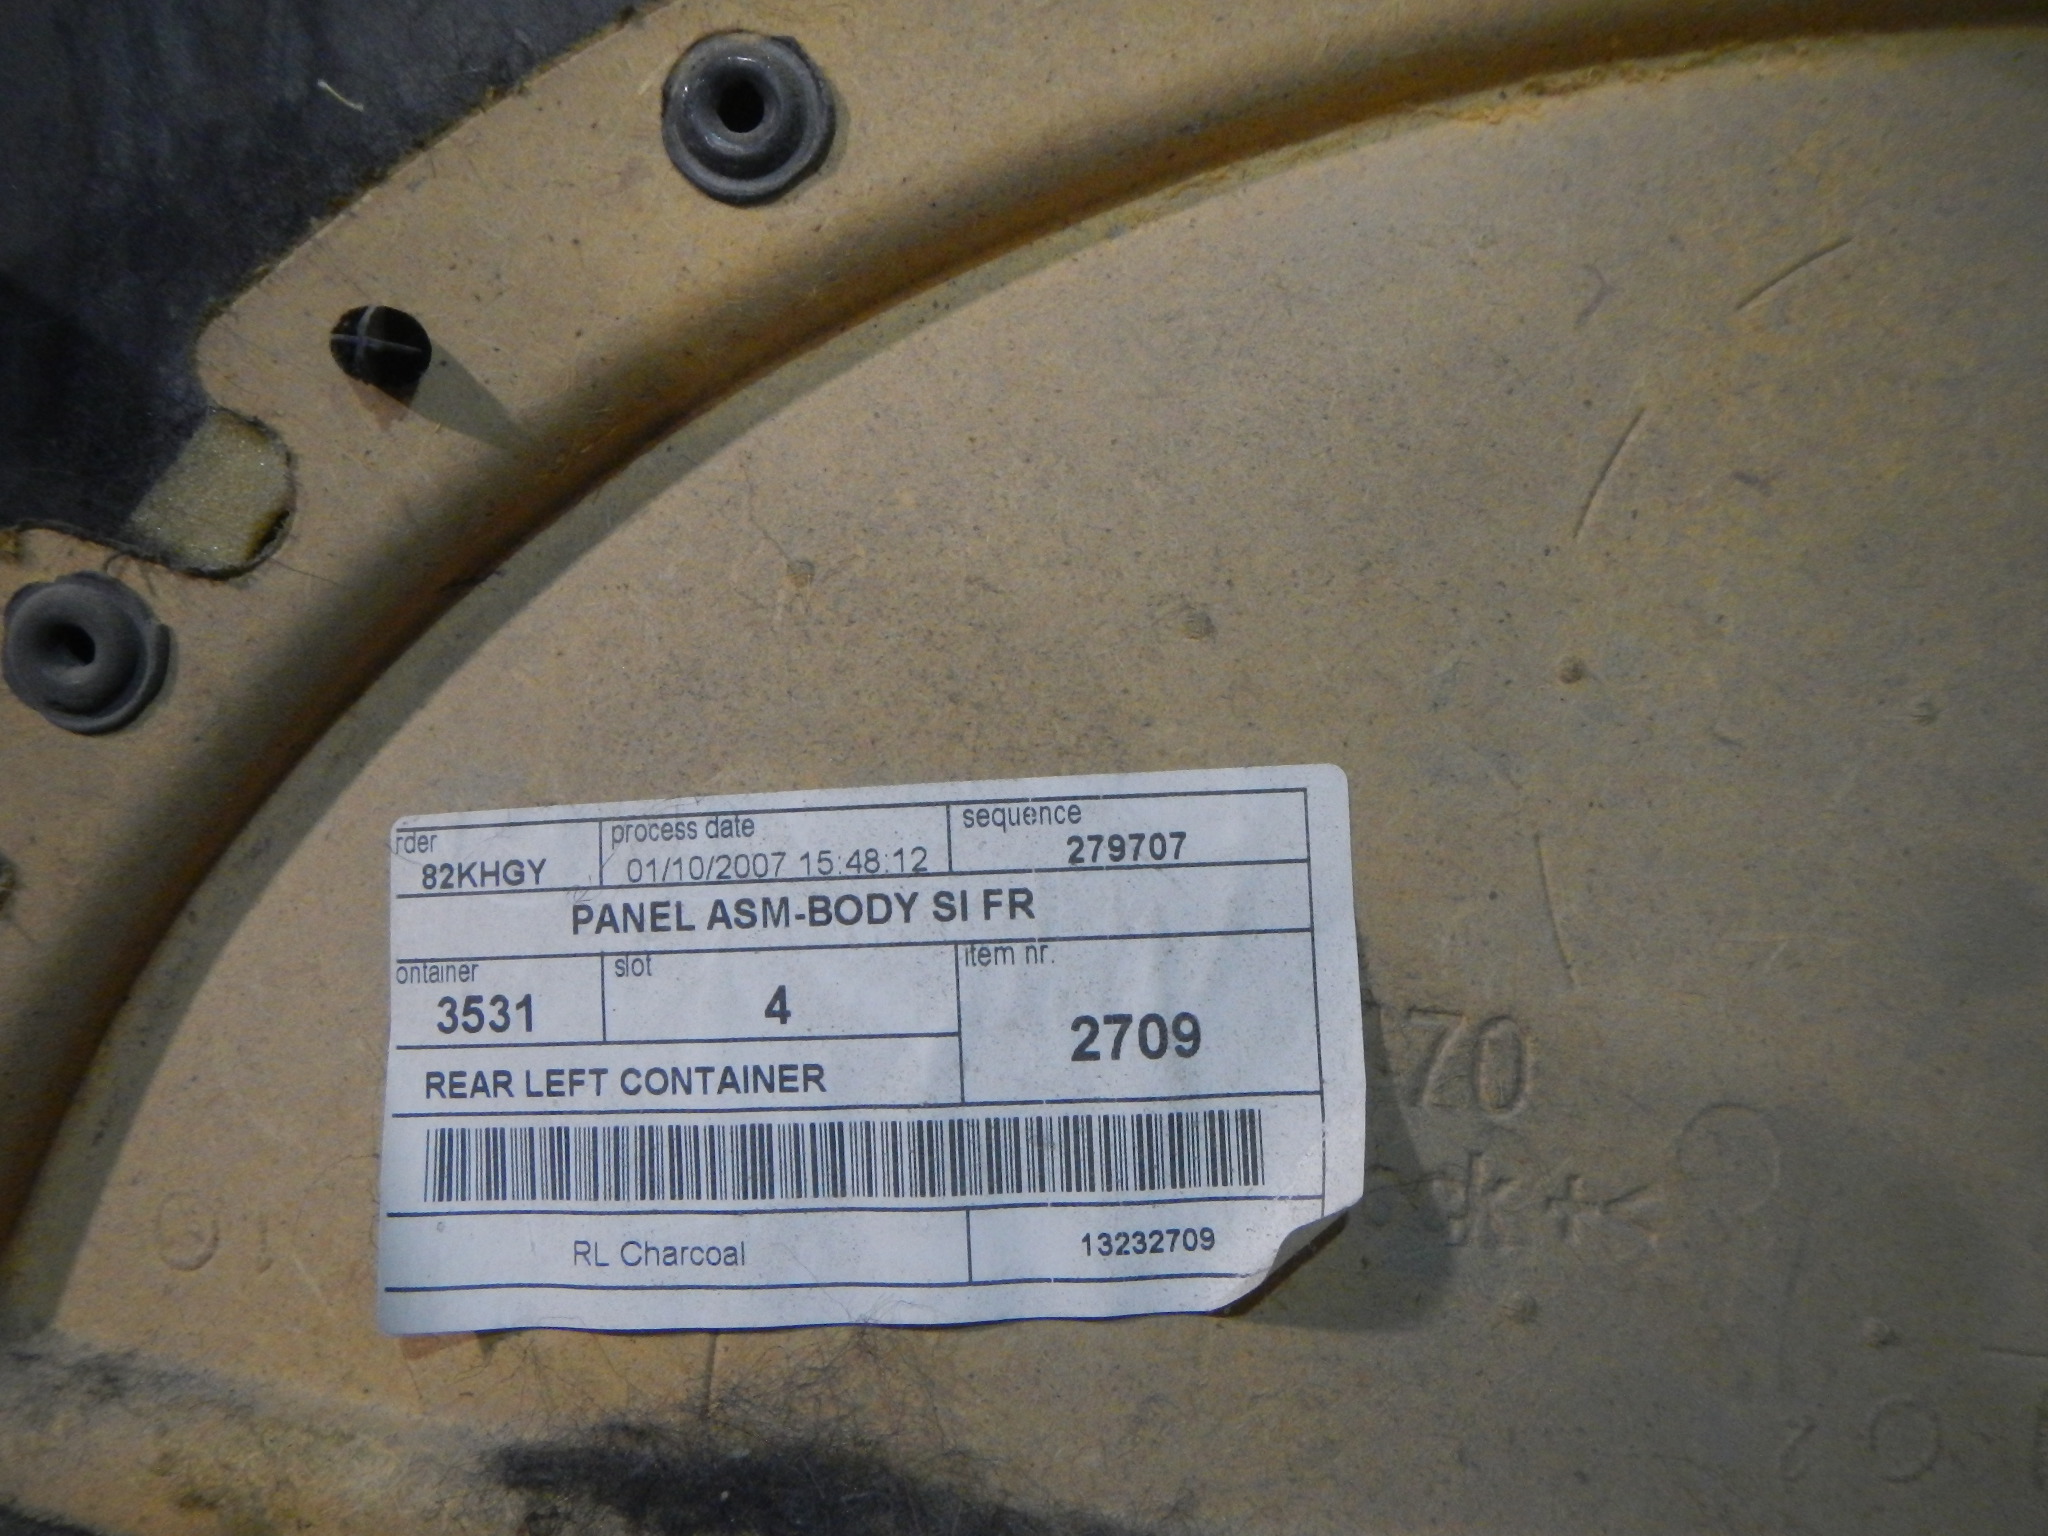 rder process date sequence
82KHGY 01/10/2007 15:48:12 279707
PANEL ASM-BODY SI FR
ontainer slot item nr.
3531 4 2709
REAR LEFT CONTAINER
RL Charcoal 13232709
70